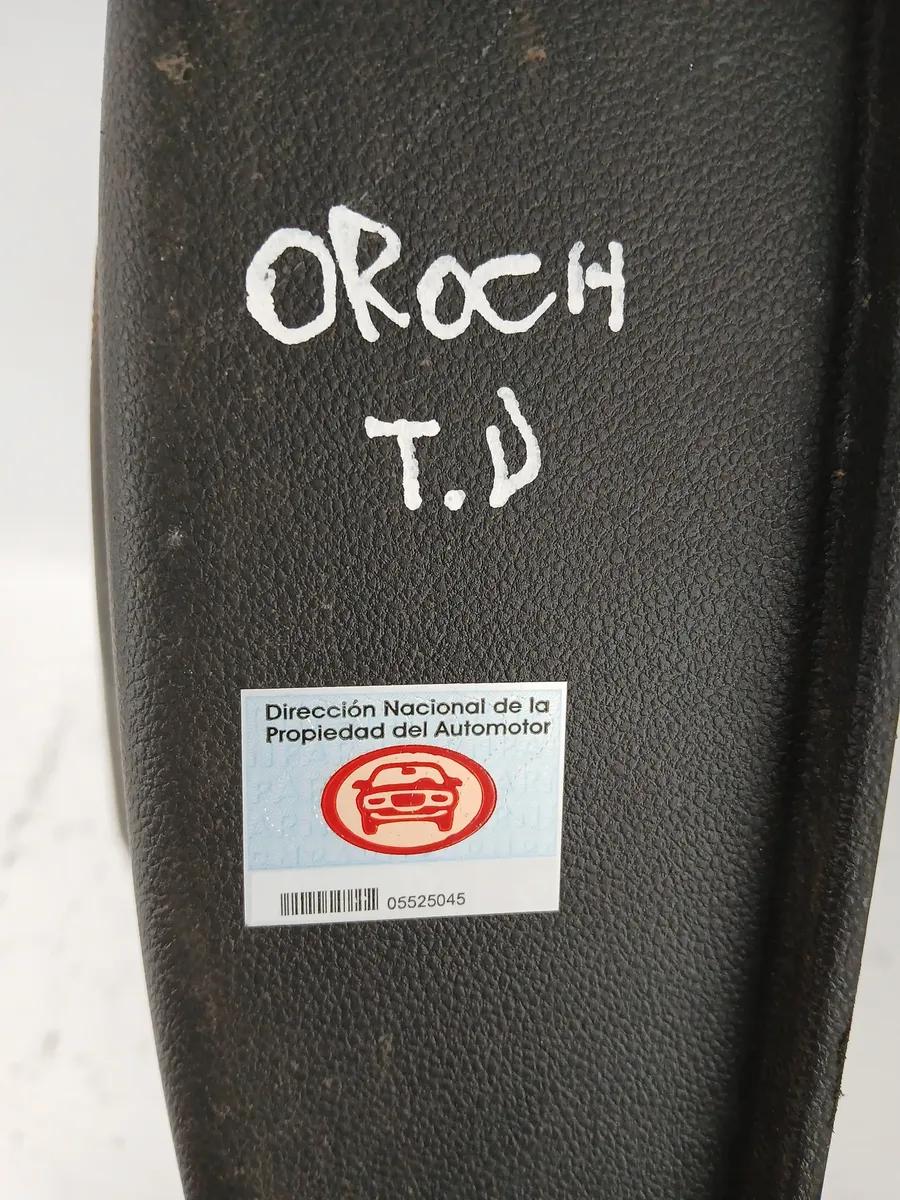 OROCH
T.D
Dirección Nacional de la
Propiedad del Automotor
05525045